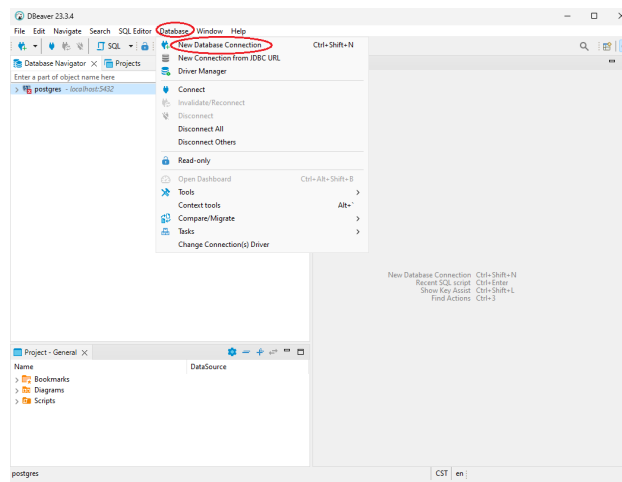 DBeaver 23.3.4
File Edit Navigate Search SQL Editor Database Window Help
SQL
Database Navigator Projects
Enter a part of object name here
postgres - localhost:5432
New Database Connection Ctrl+Shift+N
New Connection from JDBC URL
Driver Manager
Connect
Invalidate/Reconnect
Disconnect
Disconnect All
Disconnect Others
Read-only
Open Dashboard Ctrl+Alt+Shift+B
Tools
Context tools Alt+`
Compare/Migrate
Tasks
Change Connection(s) Driver
New Database Connection Ctrl+Shift+N
Recent SQL script Ctrl+Enter
Show Key Assist Ctrl+Shift+L
Find Actions Ctrl+3
Project - General
Name DataSource
Bookmarks
Diagrams
Scripts
postgres CST en